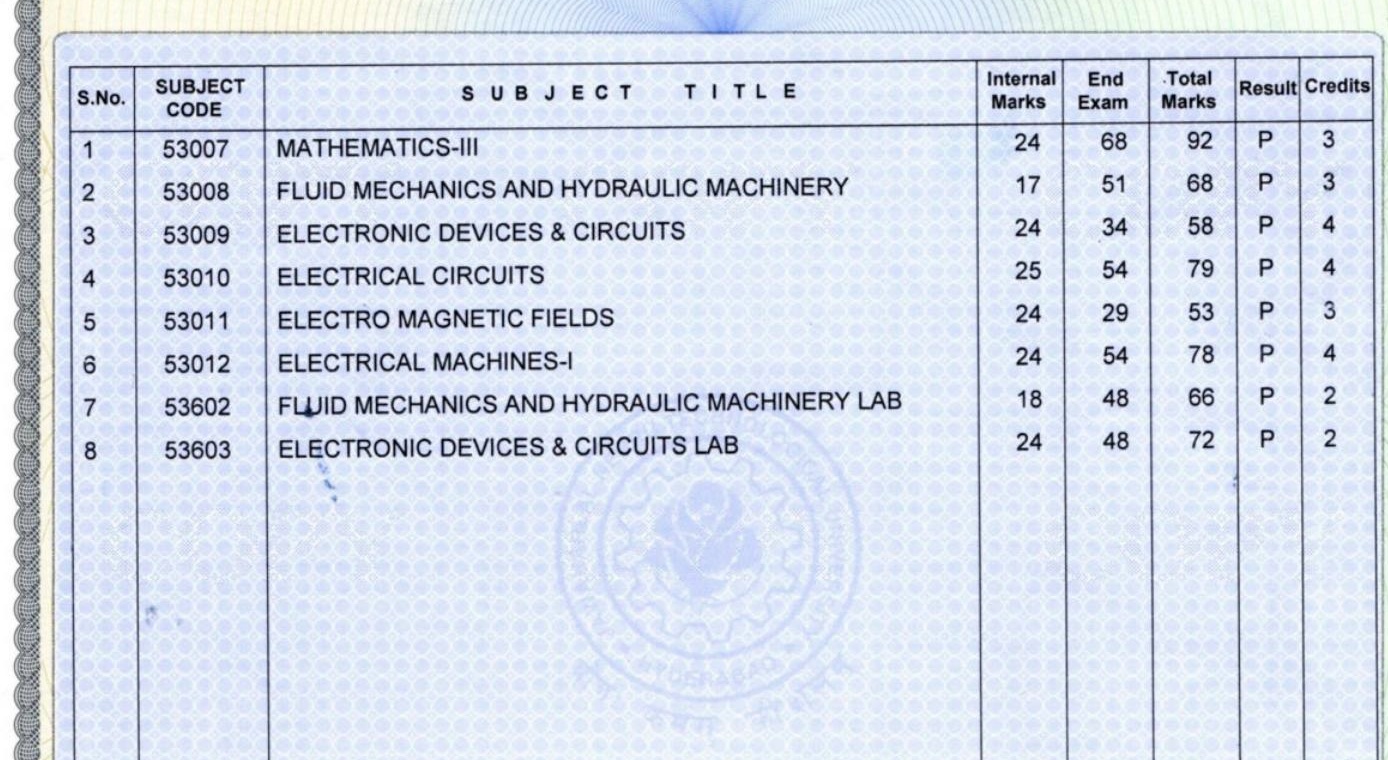 S.No. SUBJECT CODE SUBJECT TITLE Internal Marks End Exam Total Marks Result Credits
1 53007 MATHEMATICS-III 24 68 92 P 3
2 53008 FLUID MECHANICS AND HYDRAULIC MACHINERY 17 51 68 P 3
3 53009 ELECTRONIC DEVICES & CIRCUITS 24 34 58 P 4
4 53010 ELECTRICAL CIRCUITS 25 54 79 P 4
5 53011 ELECTRO MAGNETIC FIELDS 24 29 53 P 3
6 53012 ELECTRICAL MACHINES-I 24 54 78 P 4
7 53602 FLUID MECHANICS AND HYDRAULIC MACHINERY LAB 18 48 66 P 2
8 53603 ELECTRONIC DEVICES & CIRCUITS LAB 24 48 72 P 2
HYDERABAD